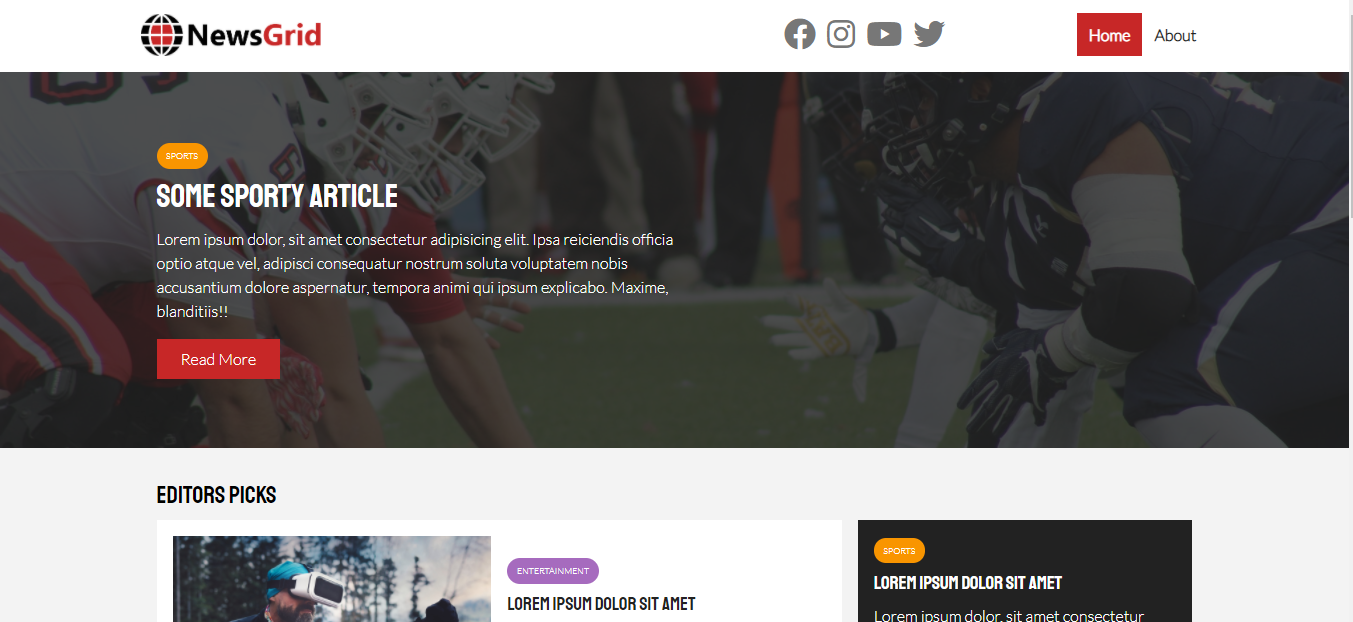 NewsGrid
Home
About
SPORTS
SOME SPORTY ARTICLE
Lorem ipsum dolor, sit amet consectetur adipisicing elit. Ipsa reiciendis officia
optio atque vel, adipisci consequatur nostrum soluta voluptatem nobis
accusantium dolore aspernatur, tempora animi qui ipsum explicabo. Maxime,
blanditiis!!
Read More
EDITORS PICKS
ENTERTAINMENT
LOREM IPSUM DOLOR SIT AMET
SPORTS
LOREM IPSUM DOLOR SIT AMET
Lorem ipsum dolor, sit amet consectetur